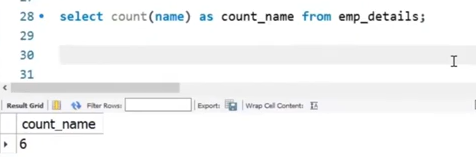 28 select count(name) as count_name from emp_details;
29
30
31
Result Grid Filter Rows: Export: Wrap Cell Content:
count_name
6